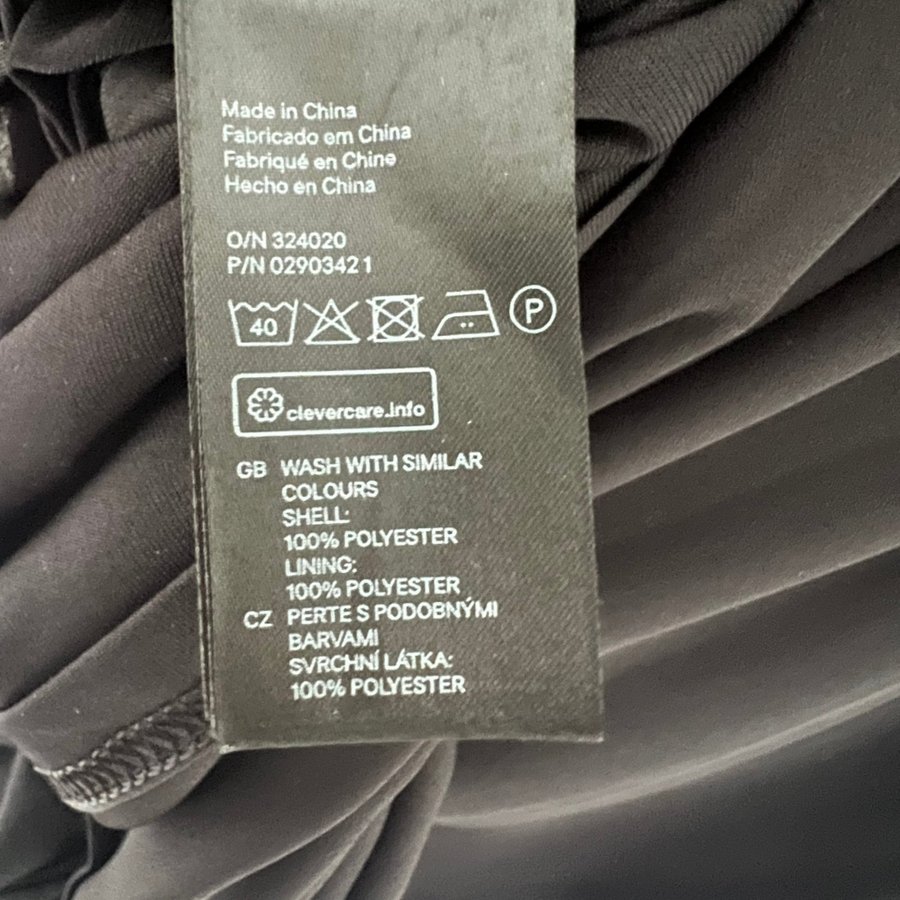 Made in China
Fabricado em China
Fabriqué en Chine
Hecho en China
O/N 324020
P/N 02903421
40 P
clevercare.info
GB WASH WITH SIMILAR
COLOURS
SHELL:
100% POLYESTER
LINING:
100% POLYESTER
CZ PERTE S PODOBNÝMI
BARVAMI
SVRCHNÍ LÁTKA:
100% POLYESTER